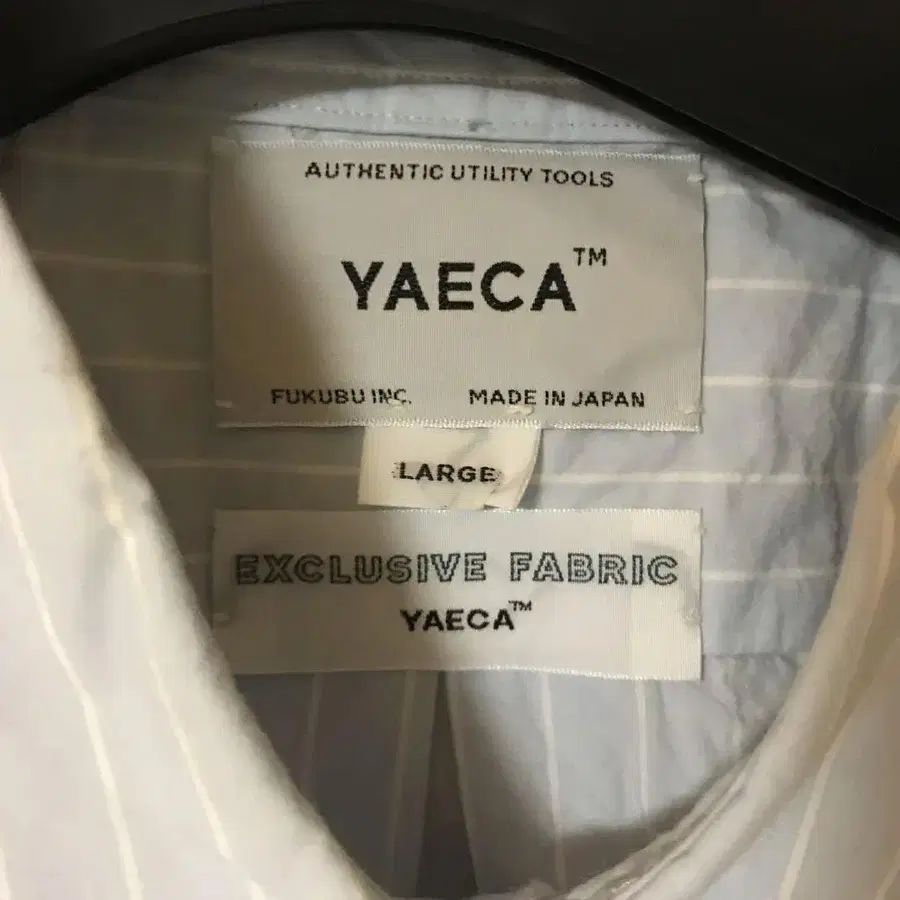 AUTHENTIC UTILITY TOOLS
YAECA™
FUKUBU INC. MADE IN JAPAN
LARGE
EXCLUSIVE FABRIC
YAECA™